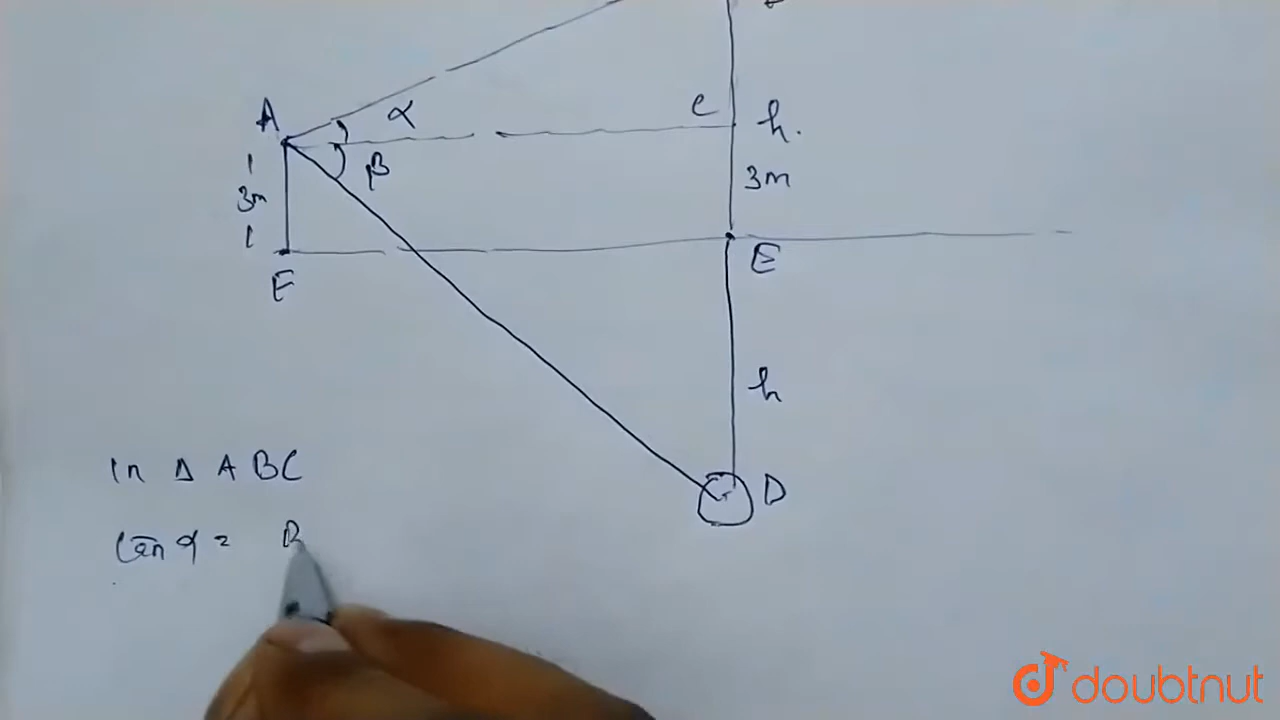 A
α
C
h.
β
3m
3m
E
E
h
D
In Δ ABC
tan α = B
doubtnut